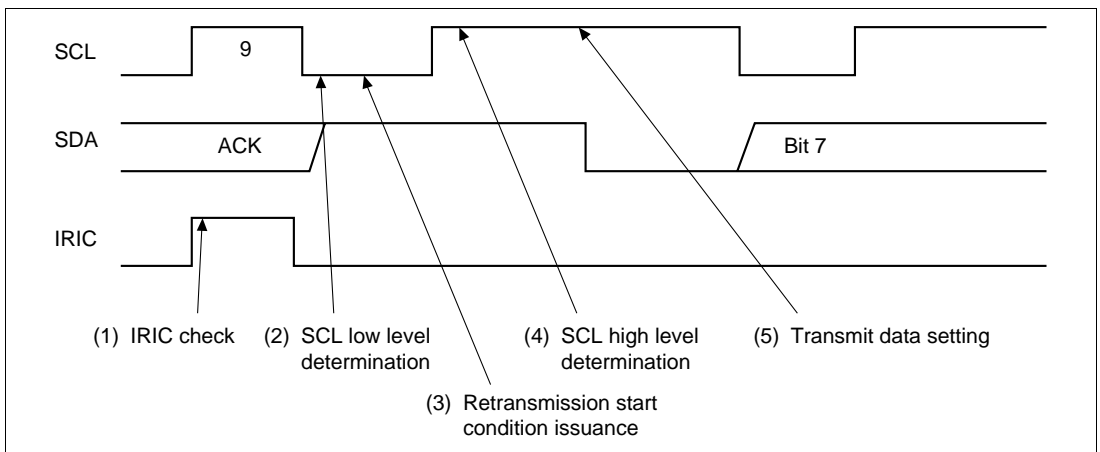 SCL
9
SDA
ACK
Bit 7
IRIC
(1) IRIC check
(2) SCL low level
determination
(4) SCL high level
determination
(5) Transmit data setting
(3) Retransmission start
condition issuance